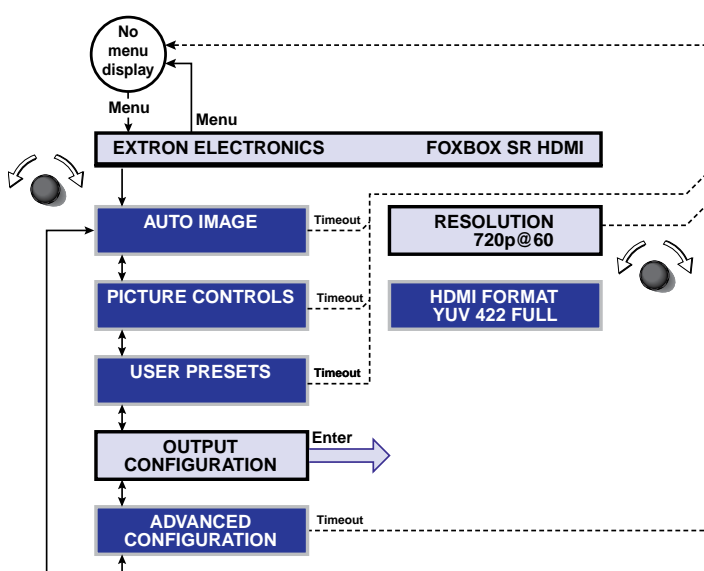 No
menu
display
Menu
Menu
EXTRON ELECTRONICS FOXBOX SR HDMI
AUTO IMAGE
Timeout
RESOLUTION
720p@60
PICTURE CONTROLS
Timeout
HDMI FORMAT
YUV 422 FULL
USER PRESETS
Timeout
OUTPUT
CONFIGURATION
Enter
ADVANCED
CONFIGURATION
Timeout